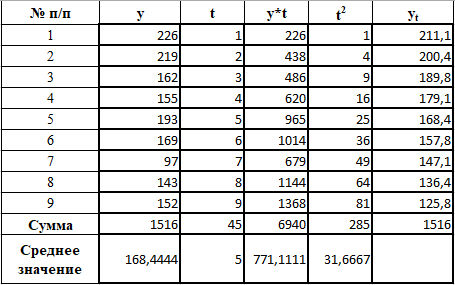 № п/п y t y*t t² yt
1 226 1 226 1 211,1
2 219 2 438 4 200,4
3 162 3 486 9 189,8
4 155 4 620 16 179,1
5 193 5 965 25 168,4
6 169 6 1014 36 157,8
7 97 7 679 49 147,1
8 143 8 1144 64 136,4
9 152 9 1368 81 125,8
Сумма 1516 45 6940 285 1516
Среднее
значение 168,4444 5 771,1111 31,6667